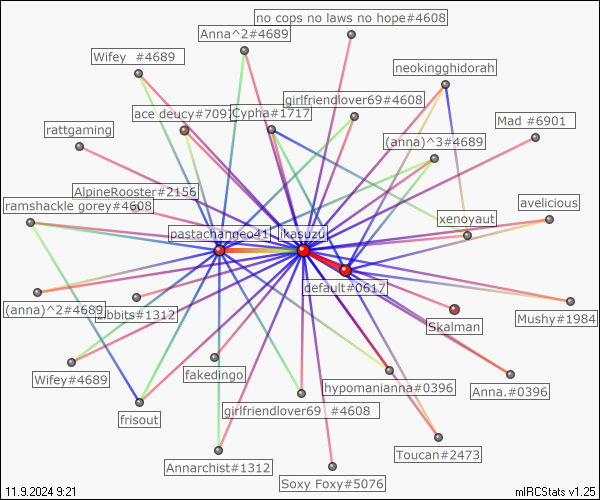 no cops no laws no hope#4608
Anna^2#4689
Wifey #4689
neokingghidorah
girlfriendlover69#4608
ace deucy#7097
Cypha#1717
Mad #6901
rattgaming
(anna)^3#4689
AlpineRooster#2156
ramshackle gorey#4608
avelicious
xenoyaut
pastachangeo41
jikasuzu
default#0617
(anna)^2#4689
#1312
Mushy#1984
Skalman
Wifey#4689
fakedingo
hypomanianna#0396
Anna.#0396
frisout
girlfriendlover69 #4608
Toucan#2473
Annarchist#1312
Soxy Foxy#5076
11.9.2024 9:21
mIRCStats v1.25